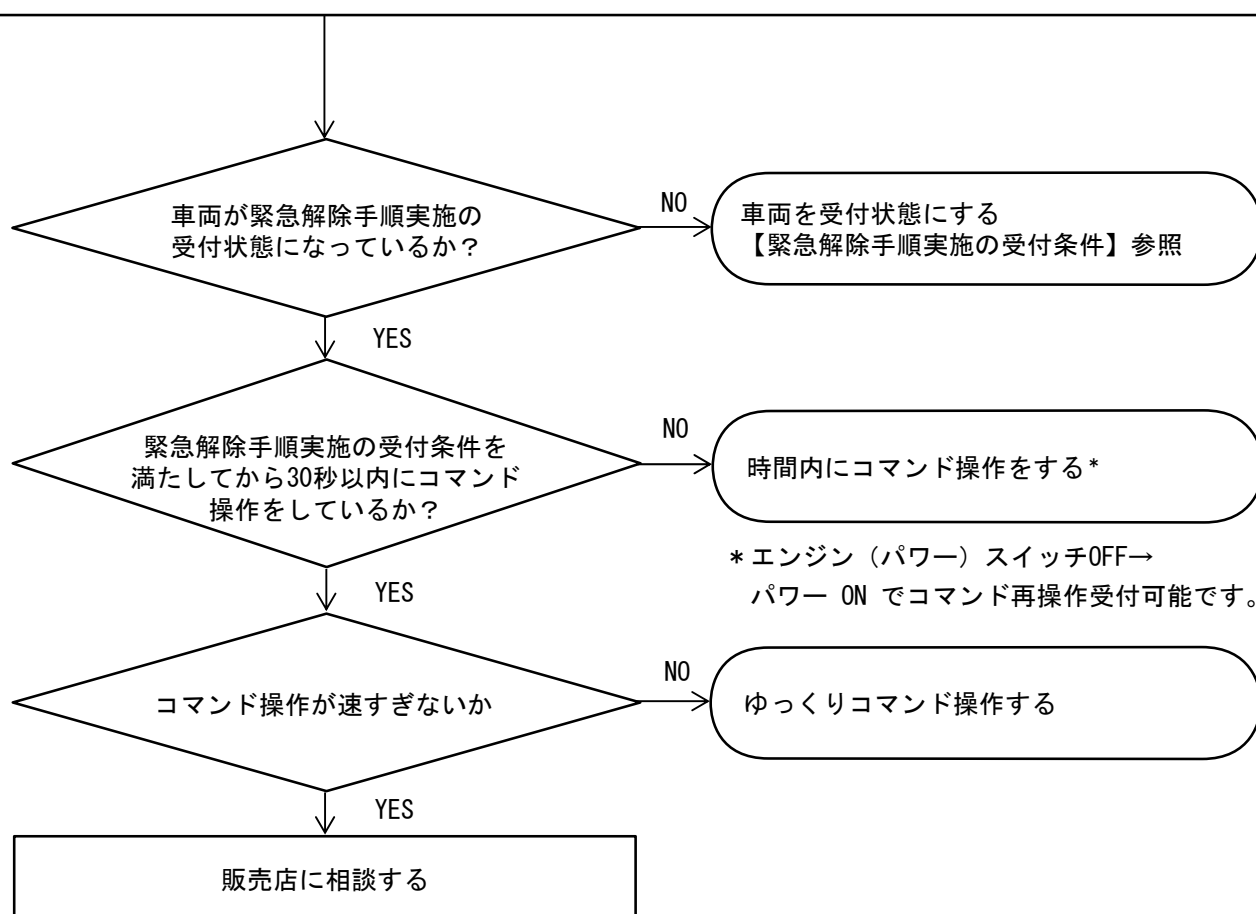 車両が緊急解除手順実施の
受付状態になっているか？
NO
車両を受付状態にする
【緊急解除手順実施の受付条件】参照
YES
緊急解除手順実施の受付条件を
満たしてから30秒以内にコマンド
操作をしているか？
NO
時間内にコマンド操作をする*
* エンジン（パワー）スイッチOFF→
パワー ON でコマンド再操作受付可能です。
YES
コマンド操作が速すぎないか
NO
ゆっくりコマンド操作する
YES
販売店に相談する